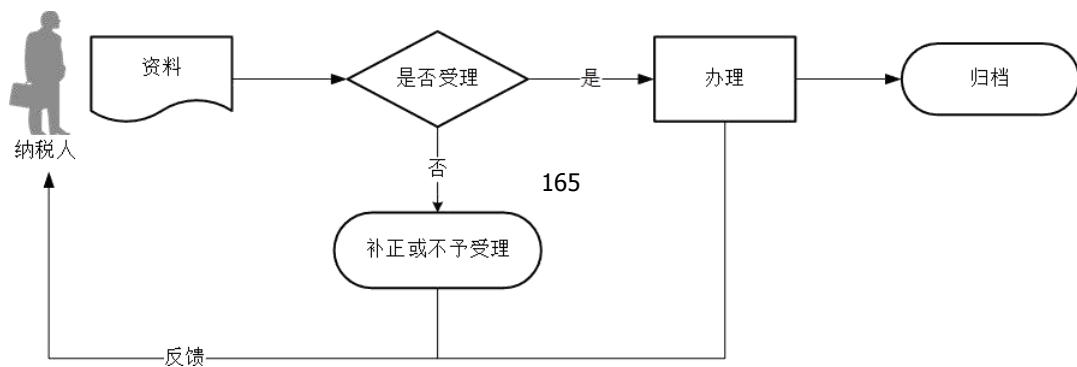 资料
是否受理
是
办理
归档
纳税人
否
165
补正或不予受理
反馈